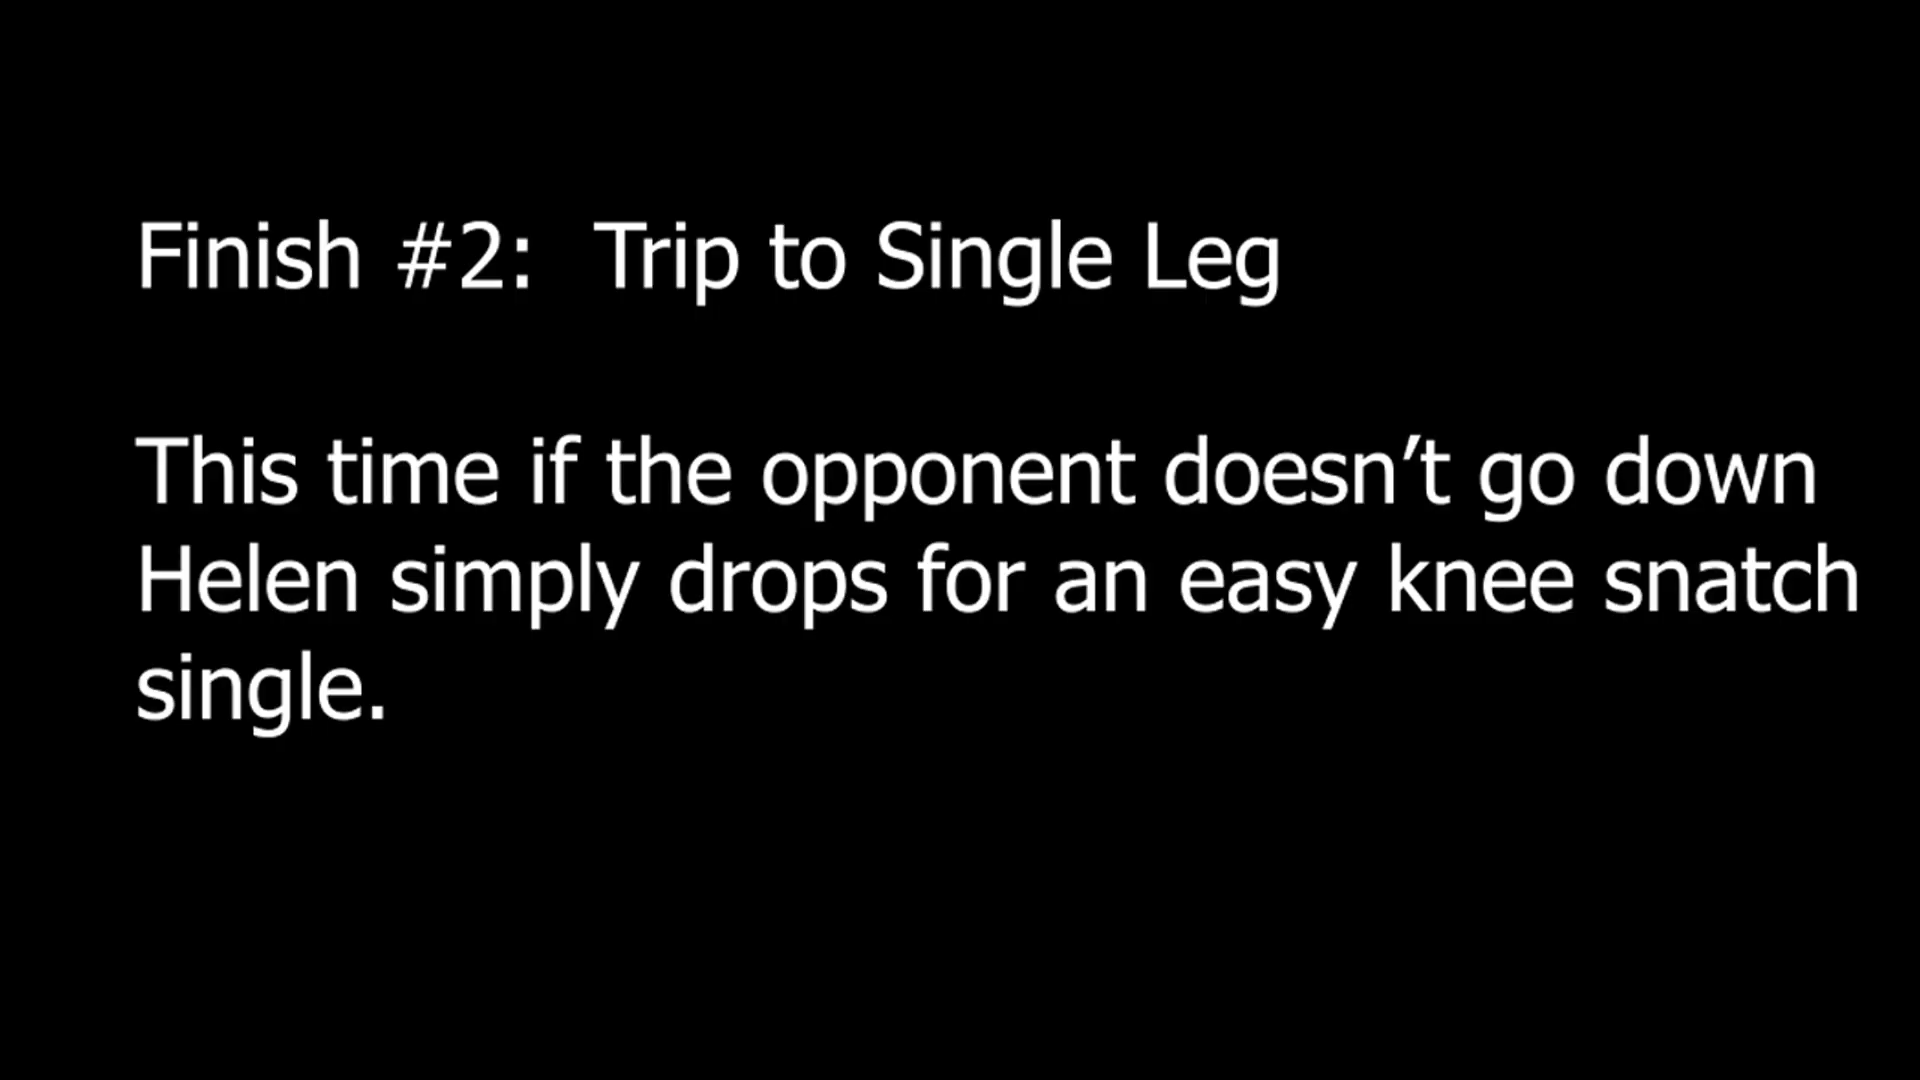 Finish #2:  Trip to Single Leg
This time if the opponent doesn’t go down
Helen simply drops for an easy knee snatch
single.